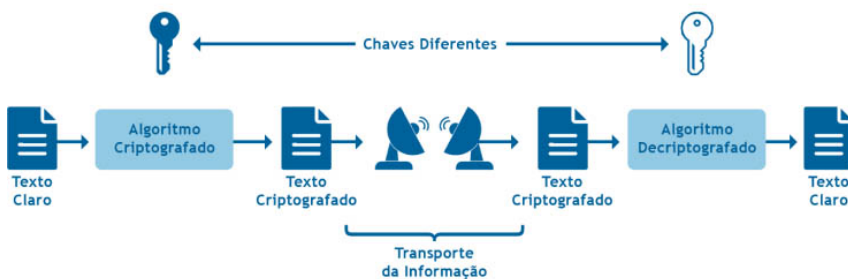 Chaves Diferentes
Algoritmo
Criptografado
Algoritmo
Decriptografado
Texto
Claro
Texto
Criptografado
Texto
Criptografado
Texto
Claro
Transporte
da Informação